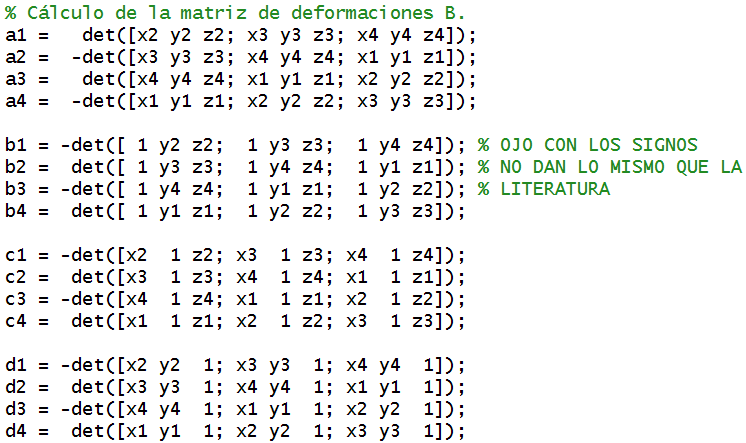 % Cálculo de la matriz de deformaciones B.
a1 =   det([x2 y2 z2; x3 y3 z3; x4 y4 z4]);
a2 =  -det([x3 y3 z3; x4 y4 z4; x1 y1 z1]);
a3 =   det([x4 y4 z4; x1 y1 z1; x2 y2 z2]);
a4 =  -det([x1 y1 z1; x2 y2 z2; x3 y3 z3]);

b1 = -det([ 1 y2 z2;  1 y3 z3;  1 y4 z4]); % OJO CON LOS SIGNOS
b2 =  det([ 1 y3 z3;  1 y4 z4;  1 y1 z1]); % NO DAN LO MISMO QUE LA
b3 = -det([ 1 y4 z4;  1 y1 z1;  1 y2 z2]); % LITERATURA
b4 =  det([ 1 y1 z1;  1 y2 z2;  1 y3 z3]);

c1 = -det([x2  1 z2; x3  1 z3; x4  1 z4]);
c2 =  det([x3  1 z3; x4  1 z4; x1  1 z1]);
c3 = -det([x4  1 z4; x1  1 z1; x2  1 z2]);
c4 =  det([x1  1 z1; x2  1 z2; x3  1 z3]);

d1 = -det([x2 y2  1; x3 y3  1; x4 y4  1]);
d2 =  det([x3 y3  1; x4 y4  1; x1 y1  1]);
d3 = -det([x4 y4  1; x1 y1  1; x2 y2  1]);
d4 =  det([x1 y1  1; x2 y2  1; x3 y3  1]);